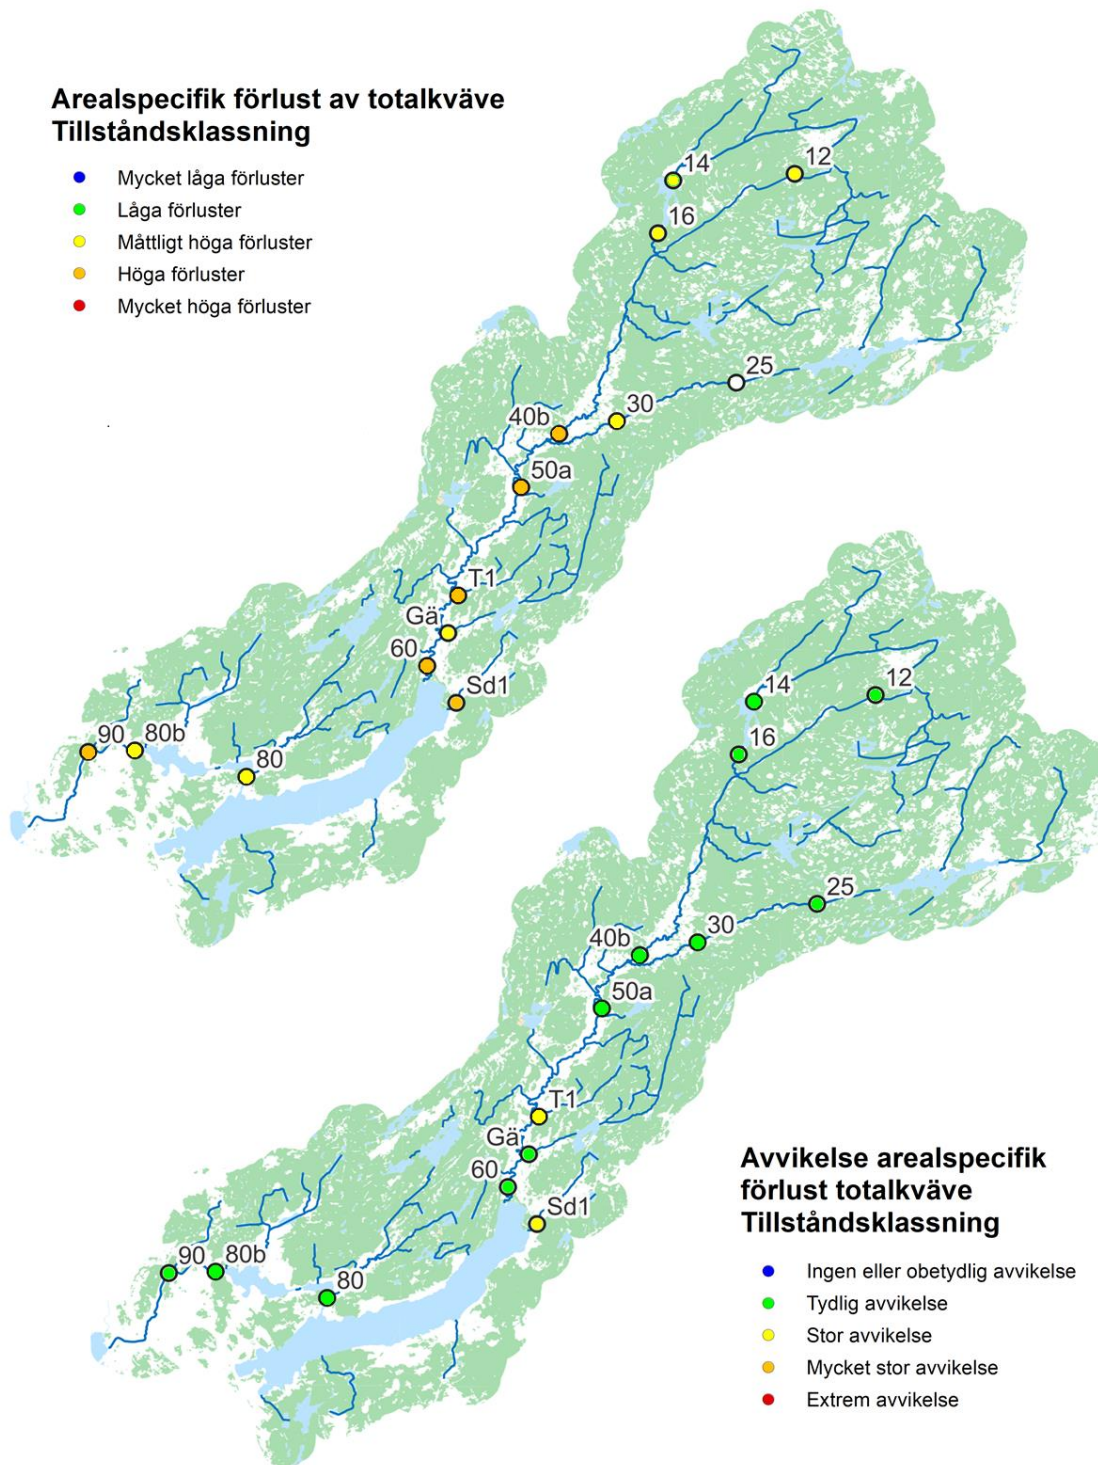 Arealspecifik förlust av totalkväve
Tillståndsklassning
Mycket låga förluster
Låga förluster
Måttligt höga förluster
Höga förluster
Mycket höga förluster
14
12
16
25
30
40b
50a
T1
Gä
60
Sd1
90
80b
80
14
12
16
25
30
40b
50a
T1
Gä
60
Sd1
90
80b
80
Avvikelse arealspecifik
förlust totalkväve
Tillståndsklassning
Ingen eller obetydlig avvikelse
Tydlig avvikelse
Stor avvikelse
Mycket stor avvikelse
Extrem avvikelse